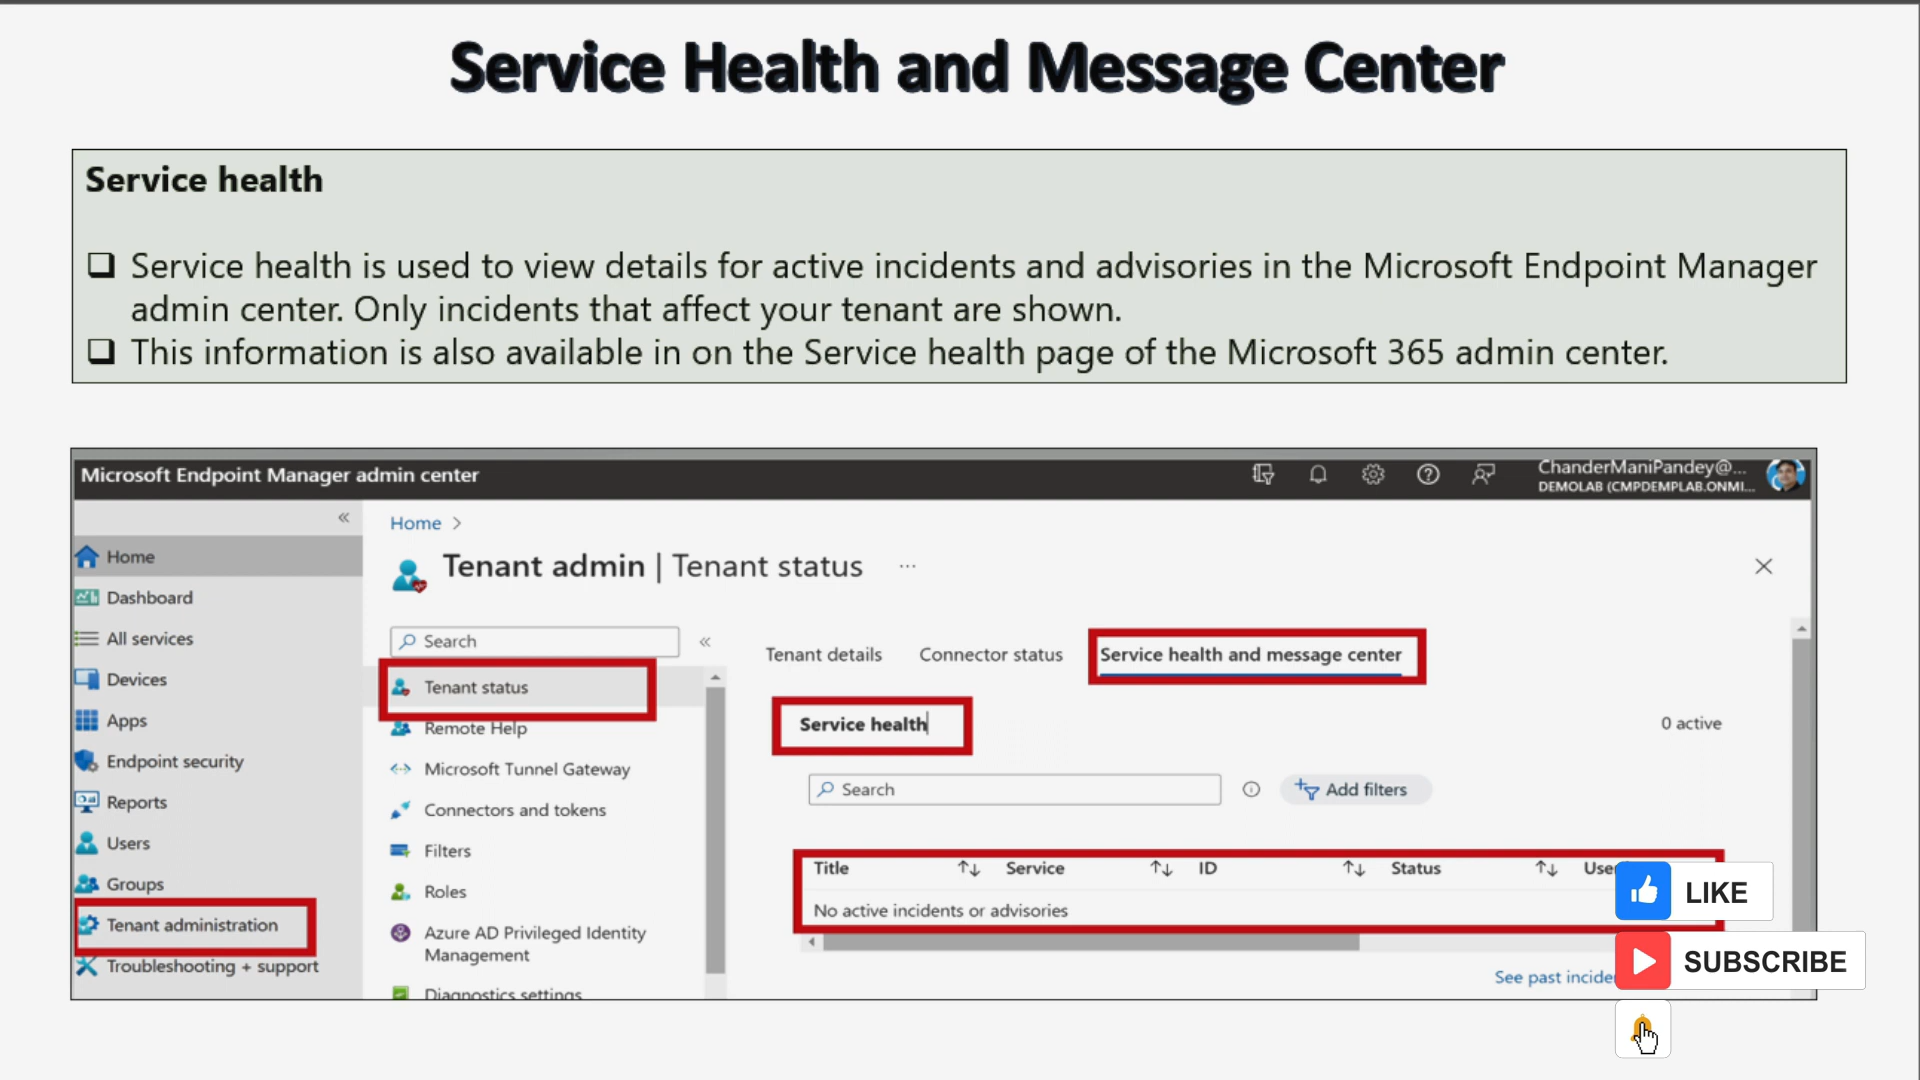 Service Health and Message Center
Service health
Service health is used to view details for active incidents and advisories in the Microsoft Endpoint Manager
admin center. Only incidents that affect your tenant are shown.
This information is also available in on the Service health page of the Microsoft 365 admin center.
Microsoft Endpoint Manager admin center
ChanderManiPandey@...
DEMOLAB (CMPDEMPLAB.ONMI...
Home
Dashboard
All services
Devices
Apps
Endpoint security
Reports
Users
Groups
Tenant administration
Troubleshooting + support
Home >
Tenant admin | Tenant status ...
Search
Tenant status
Remote Help
Microsoft Tunnel Gateway
Connectors and tokens
Filters
Roles
Azure AD Privileged Identity
Management
Diagnostics settings
Tenant details Connector status Service health and message center
Service health 0 active
Search Add filters
Title Service ID Status User
No active incidents or advisories
See past incide
LIKE
SUBSCRIBE